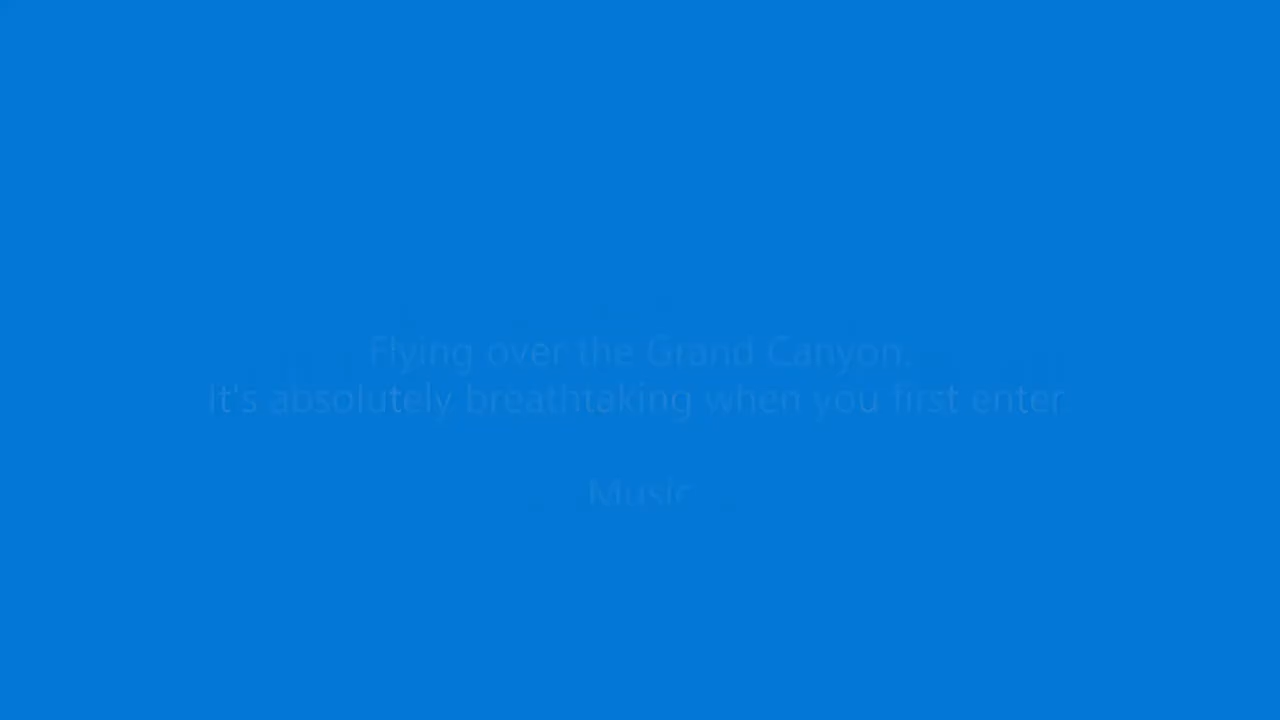 Flying over the Grand Canyon.
It's absolutely breathtaking when you first enter
Music